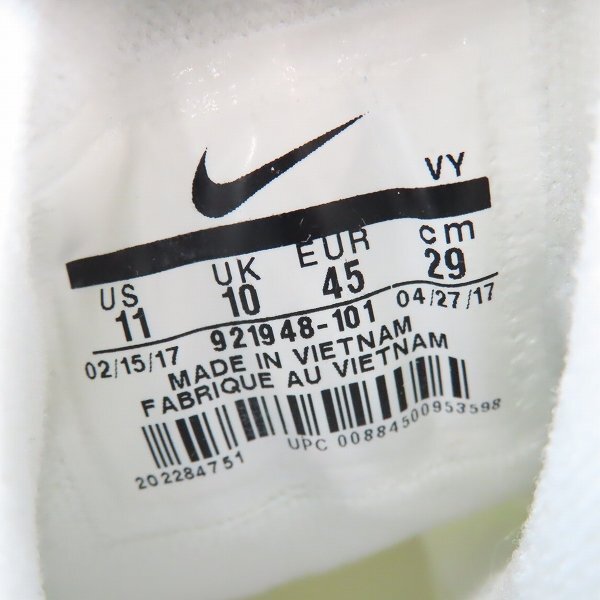 VY
US UK EUR cm
11 10 45 29
02/15/17 921948-101 04/27/17
MADE IN VIETNAM
FABRIQUE AU VIETNAM
202284751 UPC 00884500953598